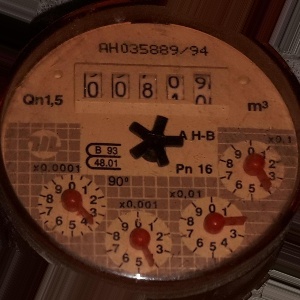 AH035889/94
0 0 8 0 9
Qn1,5
m³
A H-B
B 93
48.01
Pn 16
90°
x0.1
x0.0001
x0,01
x0,001